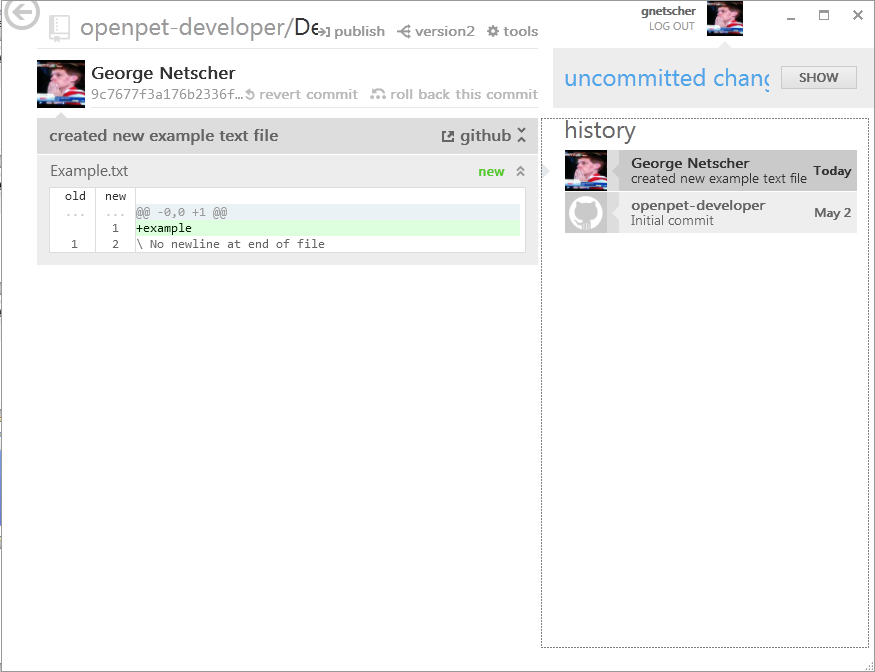 openpet-developer/De
publish
version2
tools
gnetscher
LOG OUT
George Netscher
9c7677f3a176b2336f...
revert commit
roll back this commit
uncommitted chang
SHOW
created new example text file
github
Example.txt
new
old new
... ... @@ -0,0 +1 @@
1 +example
1 2 \ No newline at end of file
history
George Netscher
created new example text file
Today
openpet-developer
Initial commit
May 2